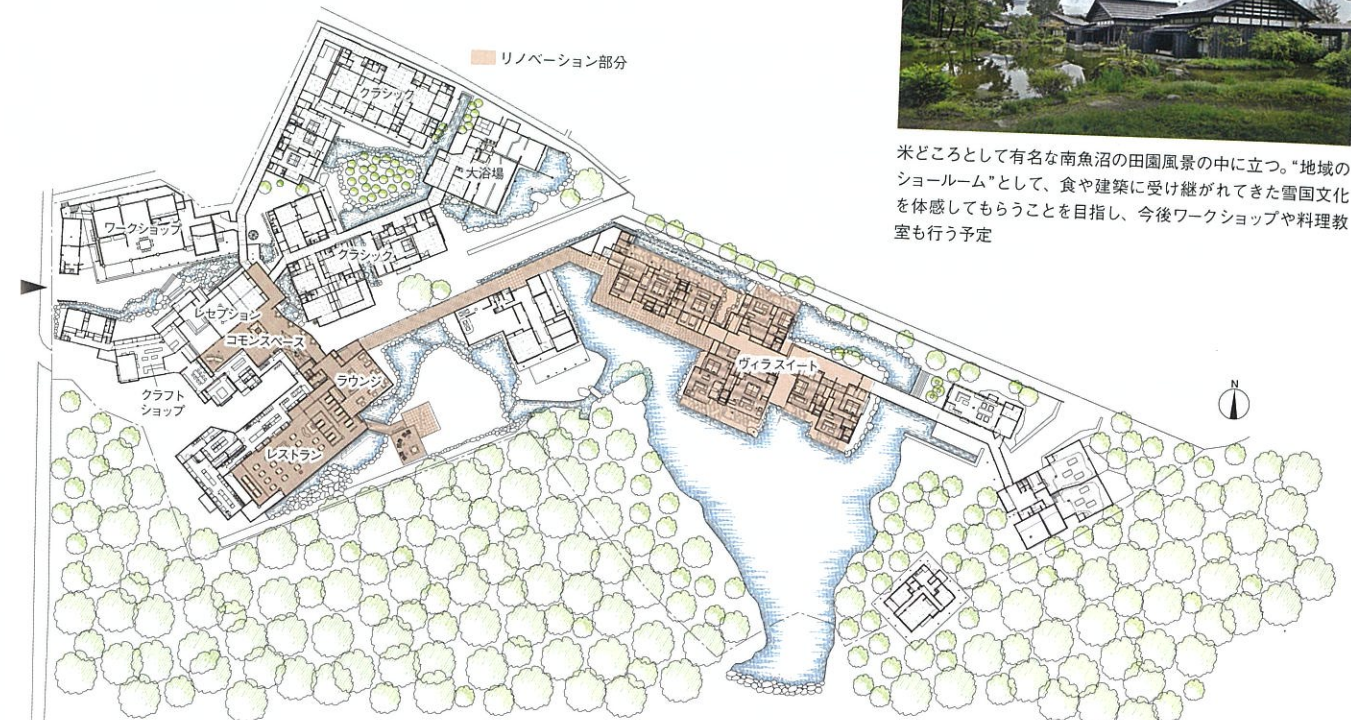 リノベーション部分
クラシック
大浴場
ワークショップ
クラシック
レセプション
コモンスペース
ラウンジ
クラフト
ショップ
レストラン
ヴィラ スイート
N
米どころとして有名な南魚沼の田園風景の中に立つ。“地域の
ショールーム”として、食や建築に受け継がれてきた雪国文化
を体感してもらうことを目指し、今後ワークショップや料理教
室も行う予定